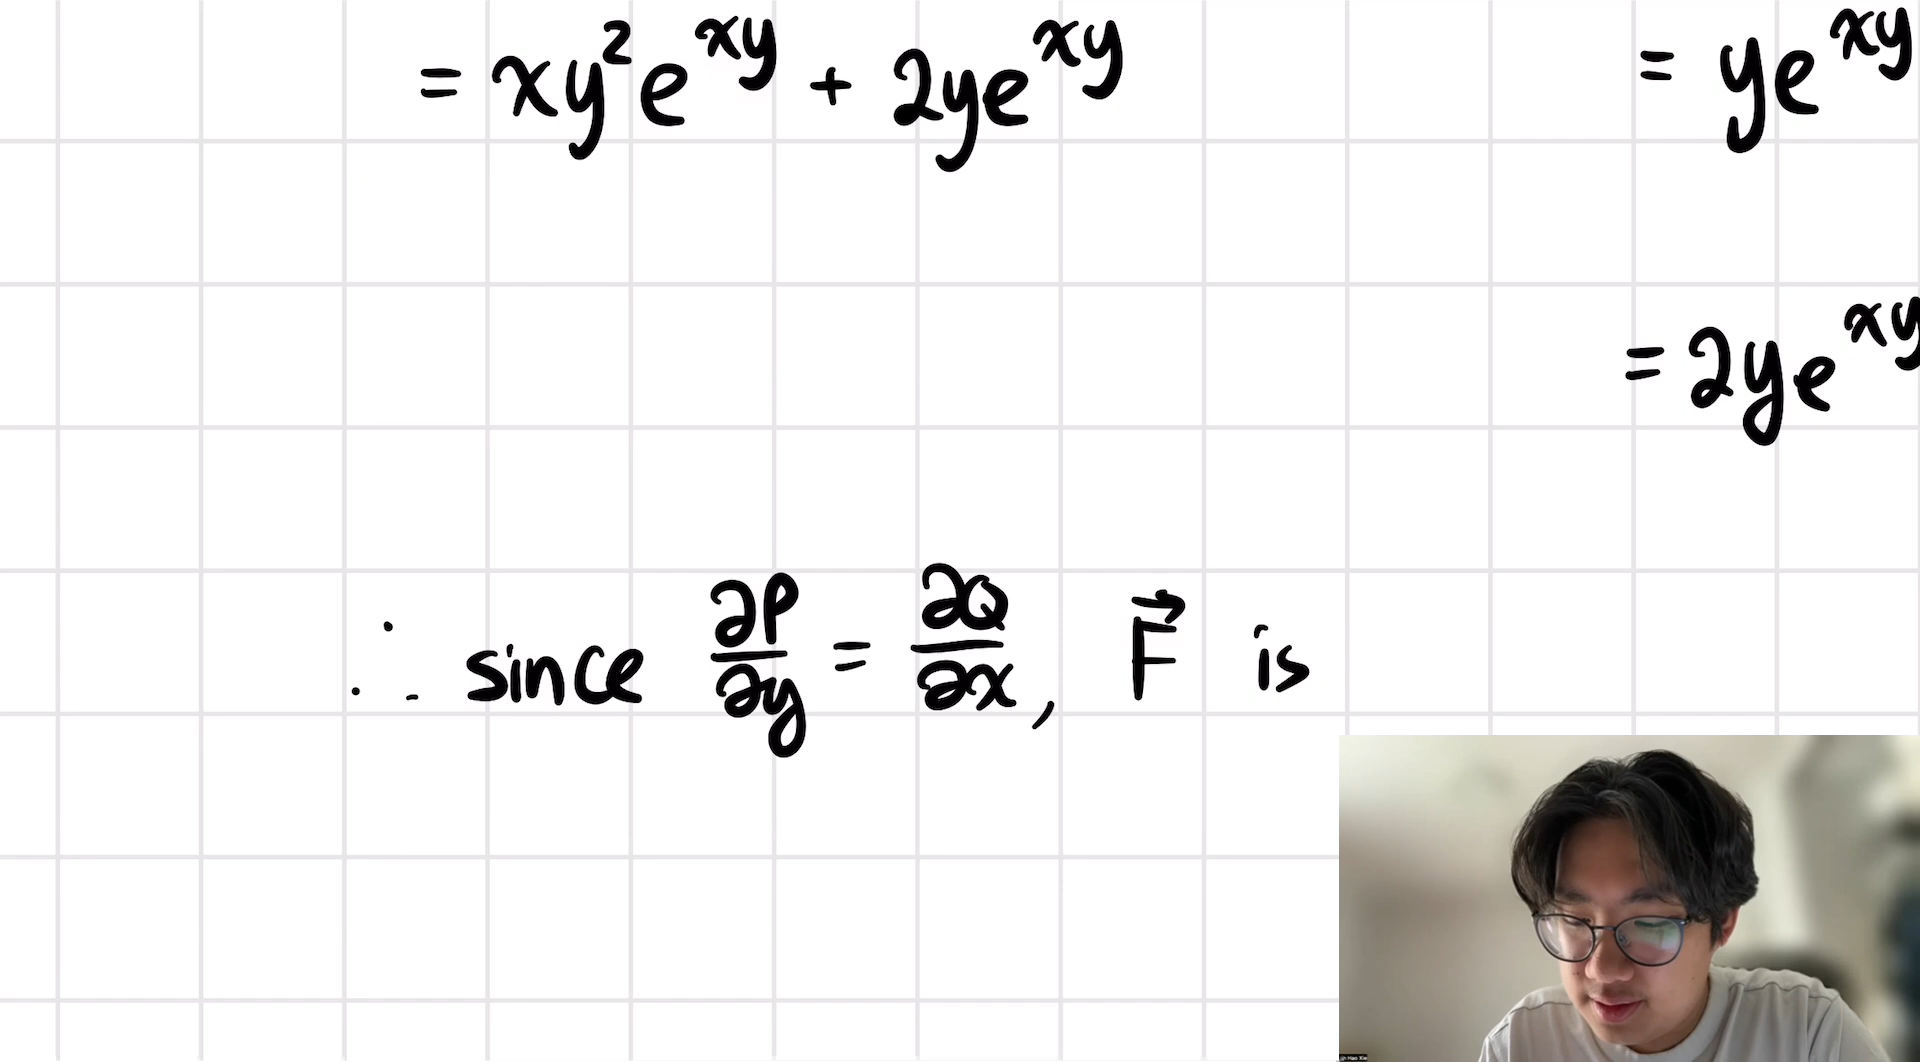 = xy²e^xy + 2ye^xy
= ye^xy
= 2ye^xy
∴ since ∂P/∂y = ∂Q/∂x, F⃗ is